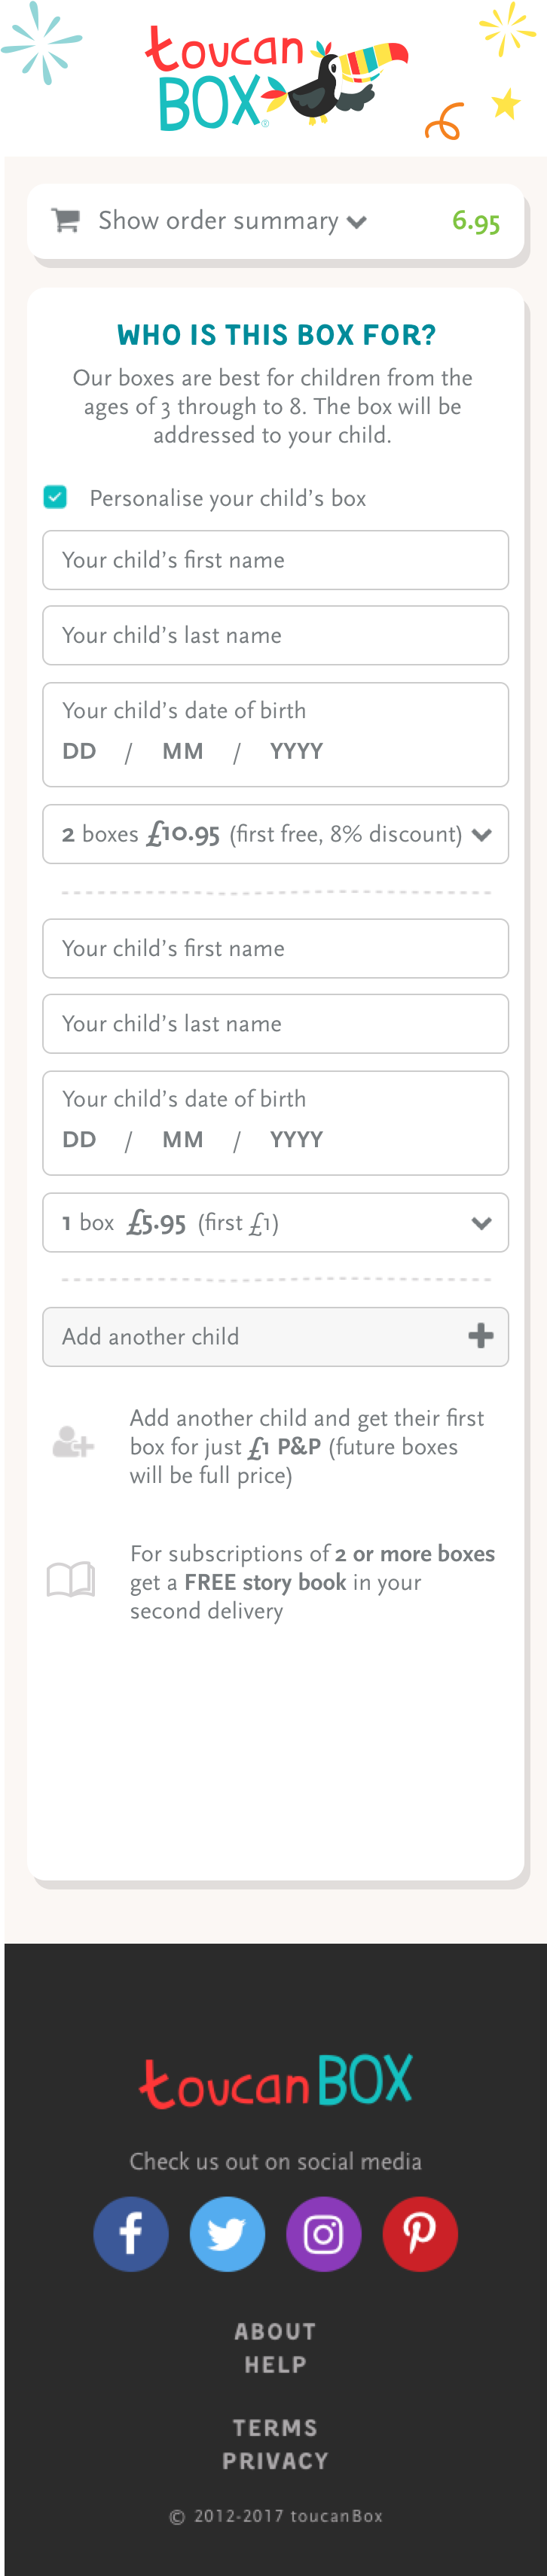 toucan
BOX®
Show order summary 6.95
WHO IS THIS BOX FOR?
Our boxes are best for children from the
ages of 3 through to 8. The box will be
addressed to your child.
Personalise your child's box
Your child's first name
Your child's last name
Your child's date of birth
DD / MM / YYYY
2 boxes £10.95 (first free, 8% discount)
Your child's first name
Your child's last name
Your child's date of birth
DD / MM / YYYY
1 box £5.95 (first £1)
Add another child
Add another child and get their first
box for just £1 P&P (future boxes
will be full price)
For subscriptions of 2 or more boxes
get a FREE story book in your
second delivery
toucanBOX
Check us out on social media
ABOUT
HELP
TERMS
PRIVACY
© 2012-2017 toucanBox